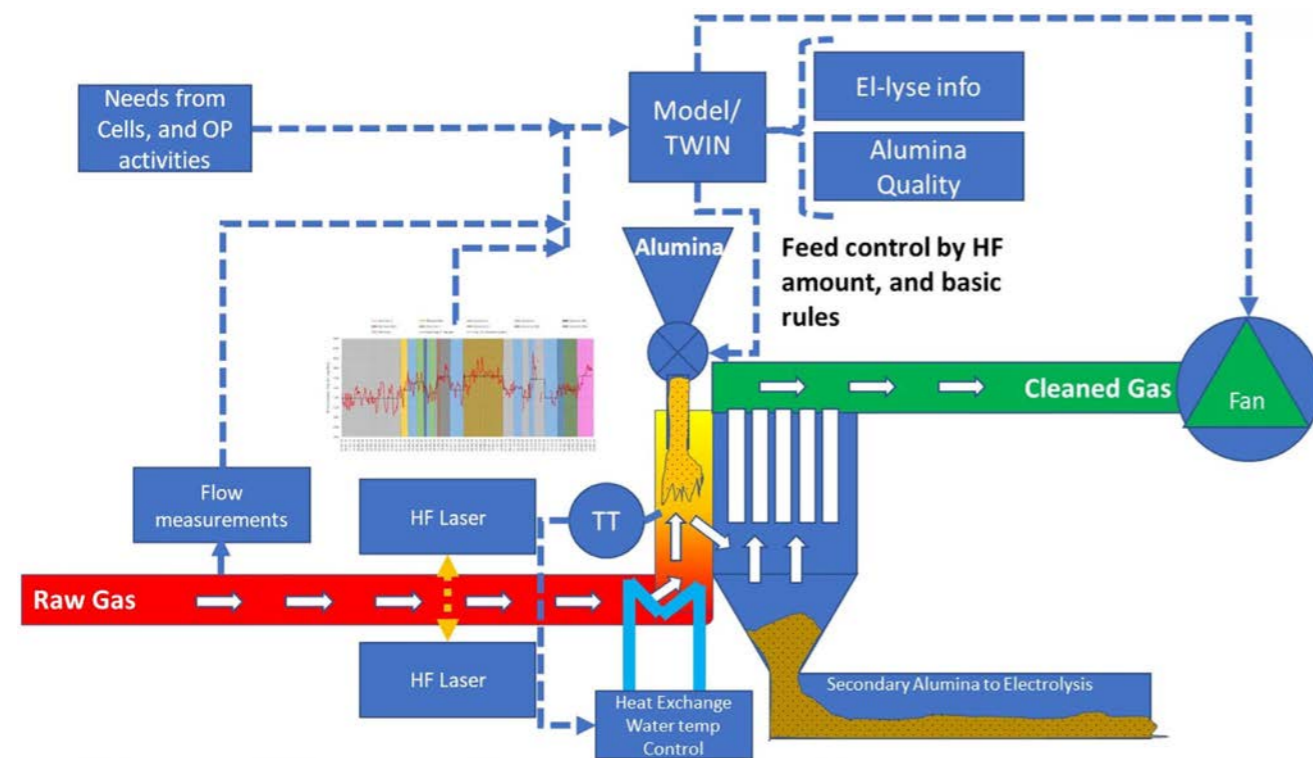 Needs from
Cells, and OP
activities
Model/
TWIN
El-lyse info
Alumina
Quality
Alumina
Feed control by HF
amount, and basic
rules
Cleaned Gas
Fan
Flow
measurements
HF Laser
TT
Raw Gas
HF Laser
Heat Exchange
Water temp
Control
Secondary Alumina to Electrolysis